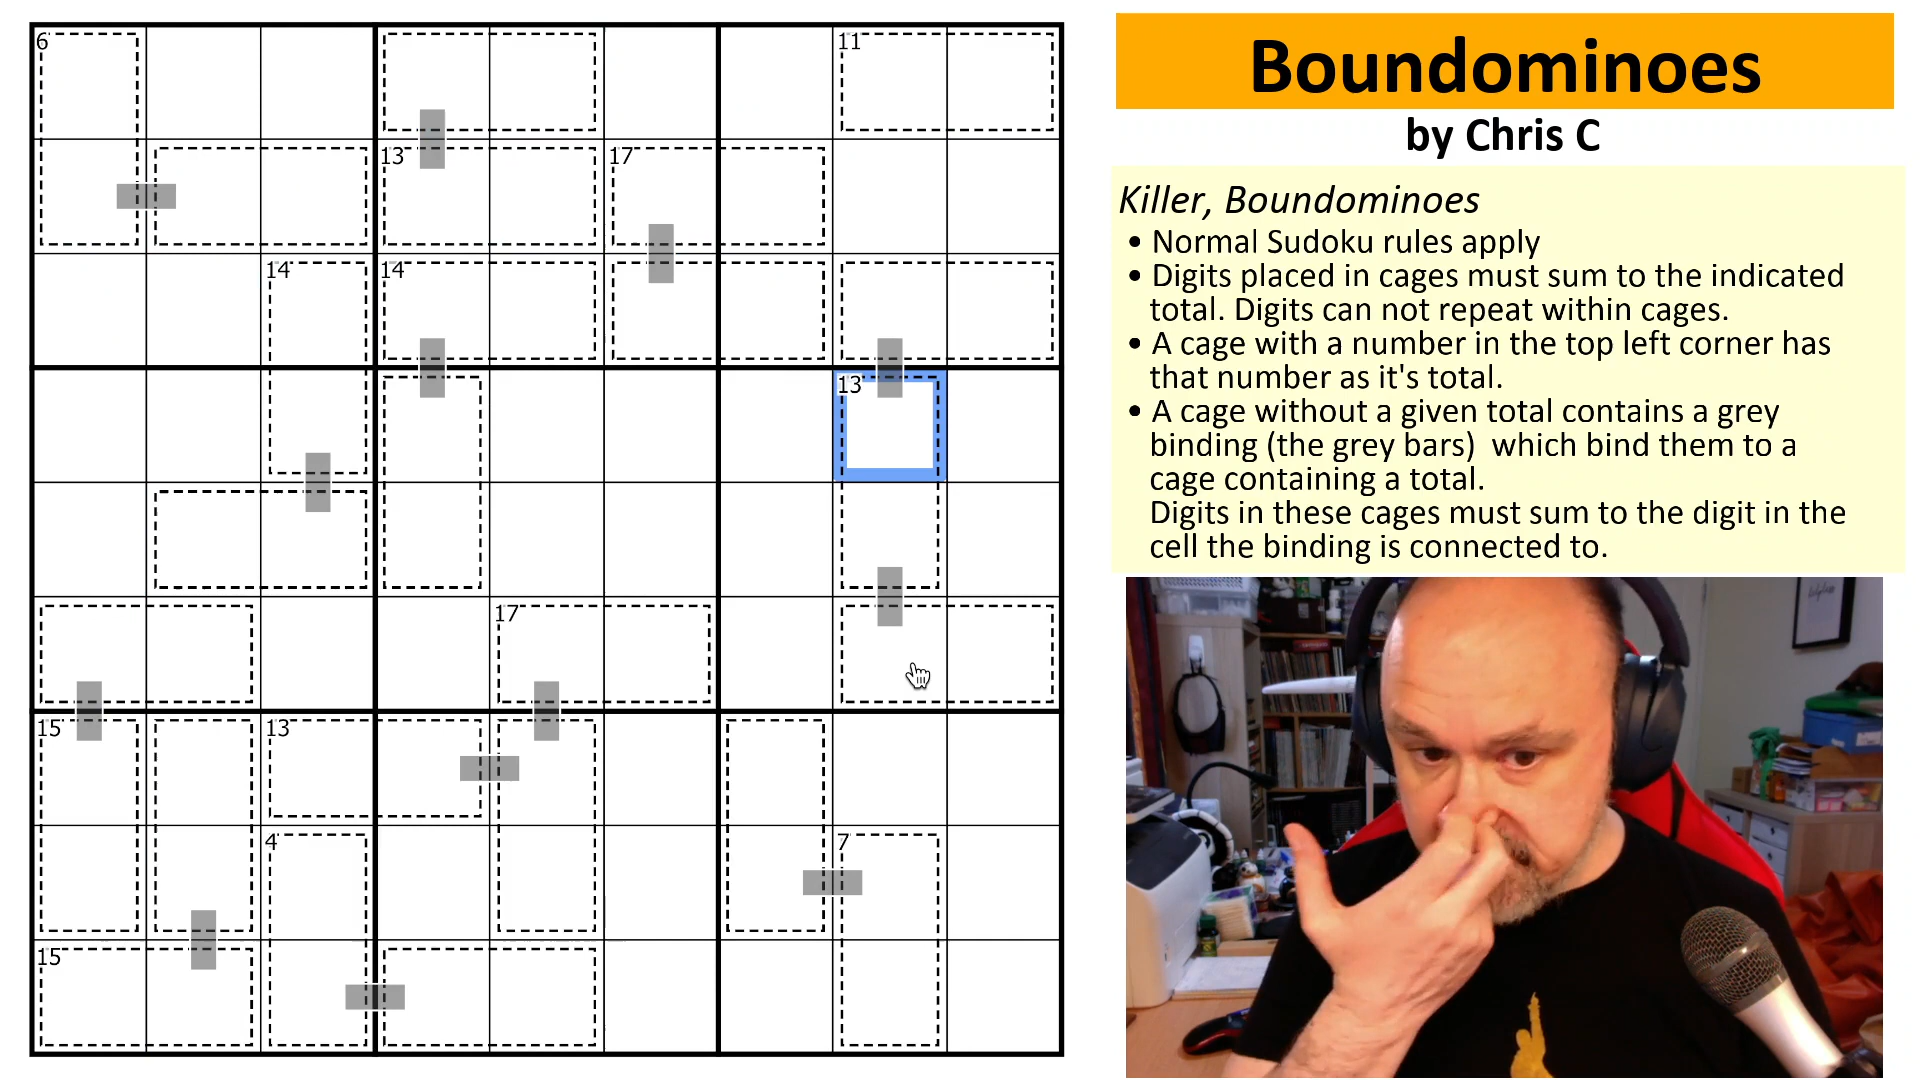 6
11
13
17
14
14
13
17
15
13
4
7
15
Boundominoes
by Chris C
Killer, Boundominoes
• Normal Sudoku rules apply
• Digits placed in cages must sum to the indicated
total. Digits can not repeat within cages.
• A cage with a number in the top left corner has
that number as it's total.
• A cage without a given total contains a grey
binding (the grey bars) which bind them to a
cage containing a total.
Digits in these cages must sum to the digit in the
cell the binding is connected to.